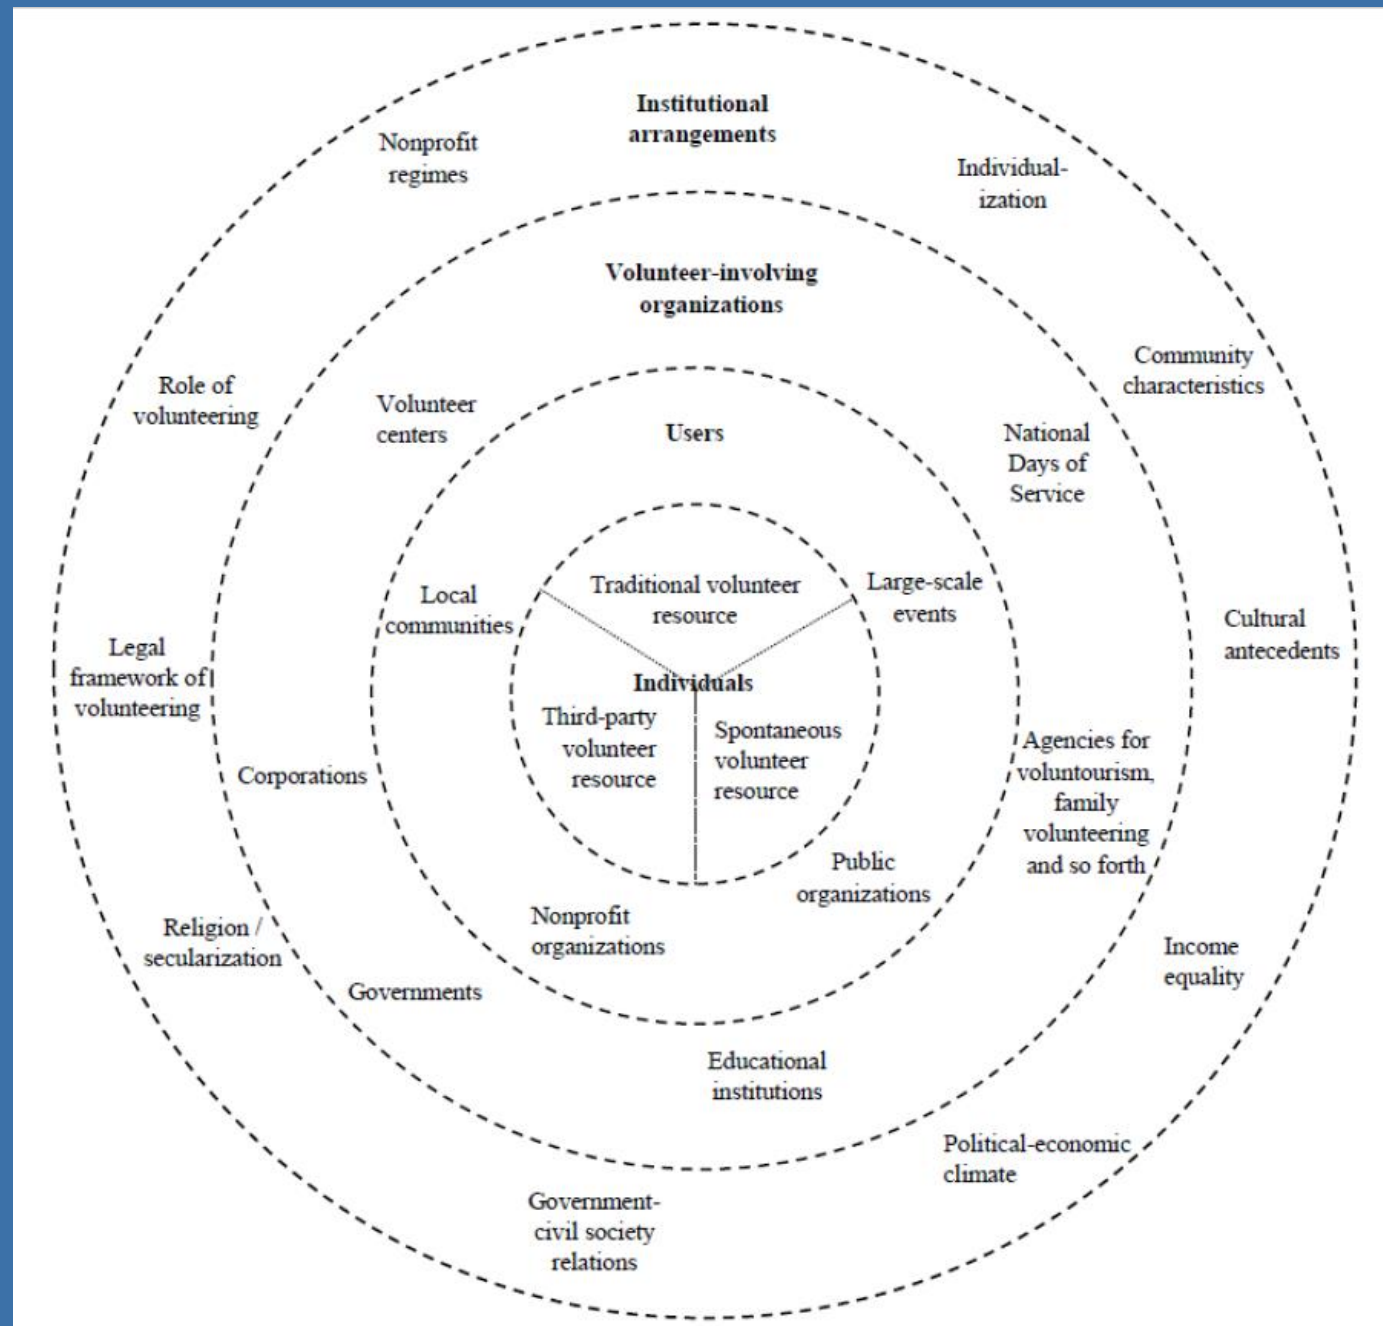 Institutional
arrangements
Nonprofit
regimes
Individual-
ization
Volunteer-involving
organizations
Community
characteristics
Role of
volunteering
Volunteer
centers
Users
National
Days of
Service
Traditional volunteer
resource
Large-scale
events
Local
communities
Cultural
antecedents
Legal
framework of
volunteering
Individuals
Third-party
volunteer
resource
Spontaneous
volunteer
resource
Agencies for
voluntourism,
family
volunteering
and so forth
Corporations
Public
organizations
Nonprofit
organizations
Religion /
secularization
Income
equality
Governments
Educational
institutions
Political-economic
climate
Government-
civil society
relations